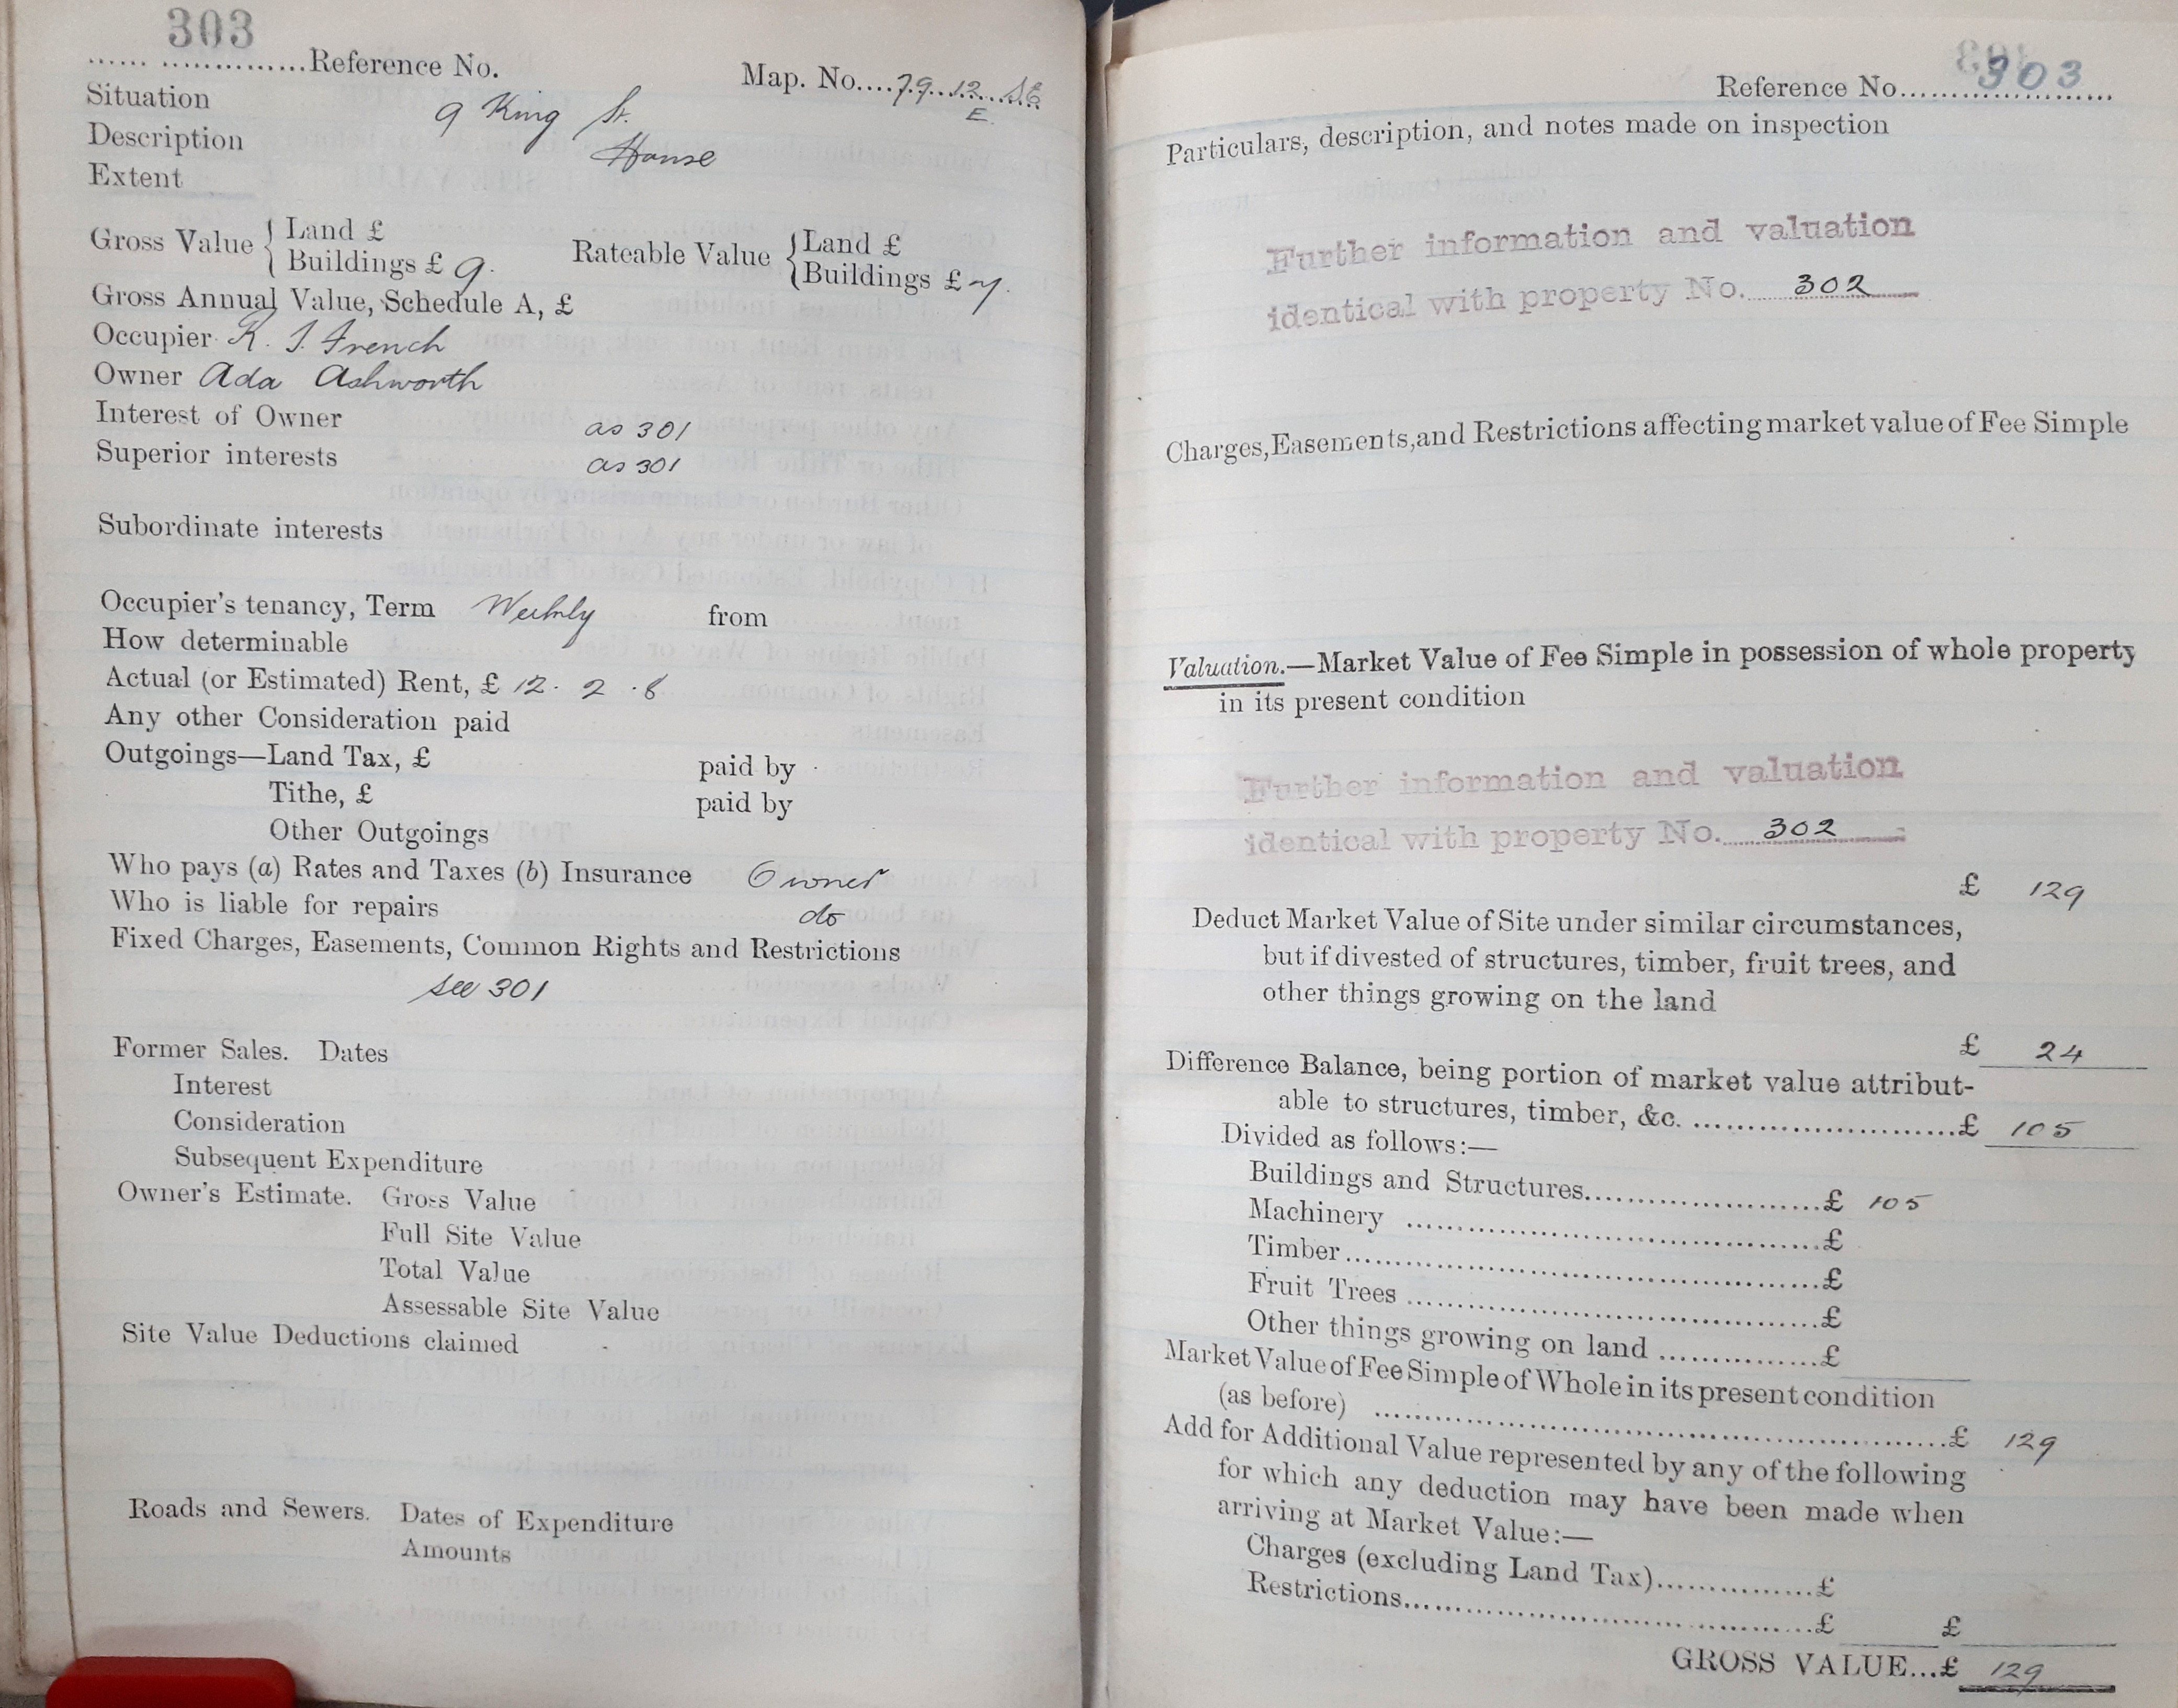 303
...... ..............Reference No.
Map. No....79..12...SE
E.
Situation 9 King St.
Description House
Extent
Gross Value { Land £
Buildings £ 9.
Rateable Value { Land £
Buildings £ 7.
Gross Annual Value, Schedule A, £
Occupier R. J. French
Owner Ada Ashworth
Interest of Owner as 301
Superior interests as 301
Subordinate interests
Occupier's tenancy, Term Weekly from
How determinable
Actual (or Estimated) Rent, £ 12. 2. 8
Any other Consideration paid
Outgoings—Land Tax, £ paid by
Tithe, £ paid by
Other Outgoings
Who pays (a) Rates and Taxes (b) Insurance Owner
Who is liable for repairs do
Fixed Charges, Easements, Common Rights and Restrictions
see 301
Former Sales. Dates
Interest
Consideration
Subsequent Expenditure
Owner's Estimate. Gross Value
Full Site Value
Total Value
Assessable Site Value
Site Value Deductions claimed
Roads and Sewers. Dates of Expenditure
Amounts
Reference No. 303
Particulars, description, and notes made on inspection
Further information and valuation
identical with property No. 302
Charges, Easements, and Restrictions affecting market value of Fee Simple
Valuation.—Market Value of Fee Simple in possession of whole property
in its present condition
Further information and valuation
identical with property No. 302
£ 129
Deduct Market Value of Site under similar circumstances,
but if divested of structures, timber, fruit trees, and
other things growing on the land
£ 24
Difference Balance, being portion of market value attribut-
able to structures, timber, &c. ........................£ 105
Divided as follows:—
Buildings and Structures........................£ 105
Machinery ........................£
Timber........................£
Fruit Trees ........................£
Other things growing on land ...............£
Market Value of Fee Simple of Whole in its present condition
(as before) ........................£ 129
Add for Additional Value represented by any of the following
for which any deduction may have been made when
arriving at Market Value:—
Charges (excluding Land Tax)...............£
Restrictions........................£ £
GROSS VALUE...£ 129